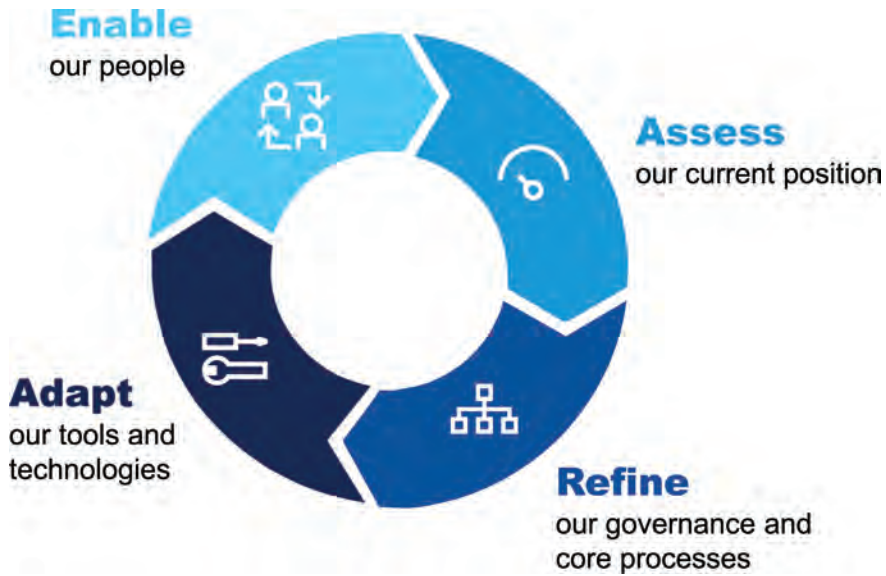 Enable
our people
Assess
our current position
Refine
our governance and
core processes
Adapt
our tools and
technologies